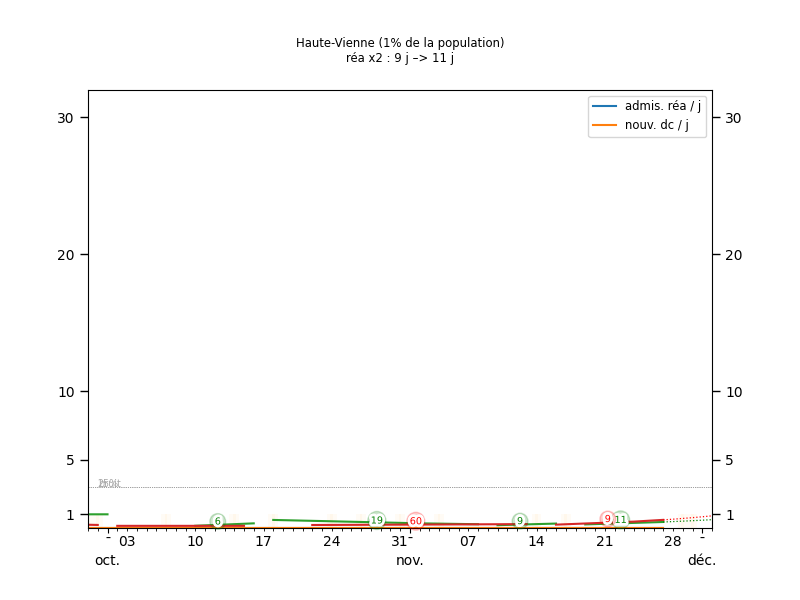 Haute-Vienne (1% de la population)
réa x2 : 9 j –> 11 j
admis. réa / j
nouv. dc / j
30 30
20 20
10 10
5 5
1 1
6 19 60 9 9 11
03 10 17 24 31 07 14 21 28
oct. nov. déc.